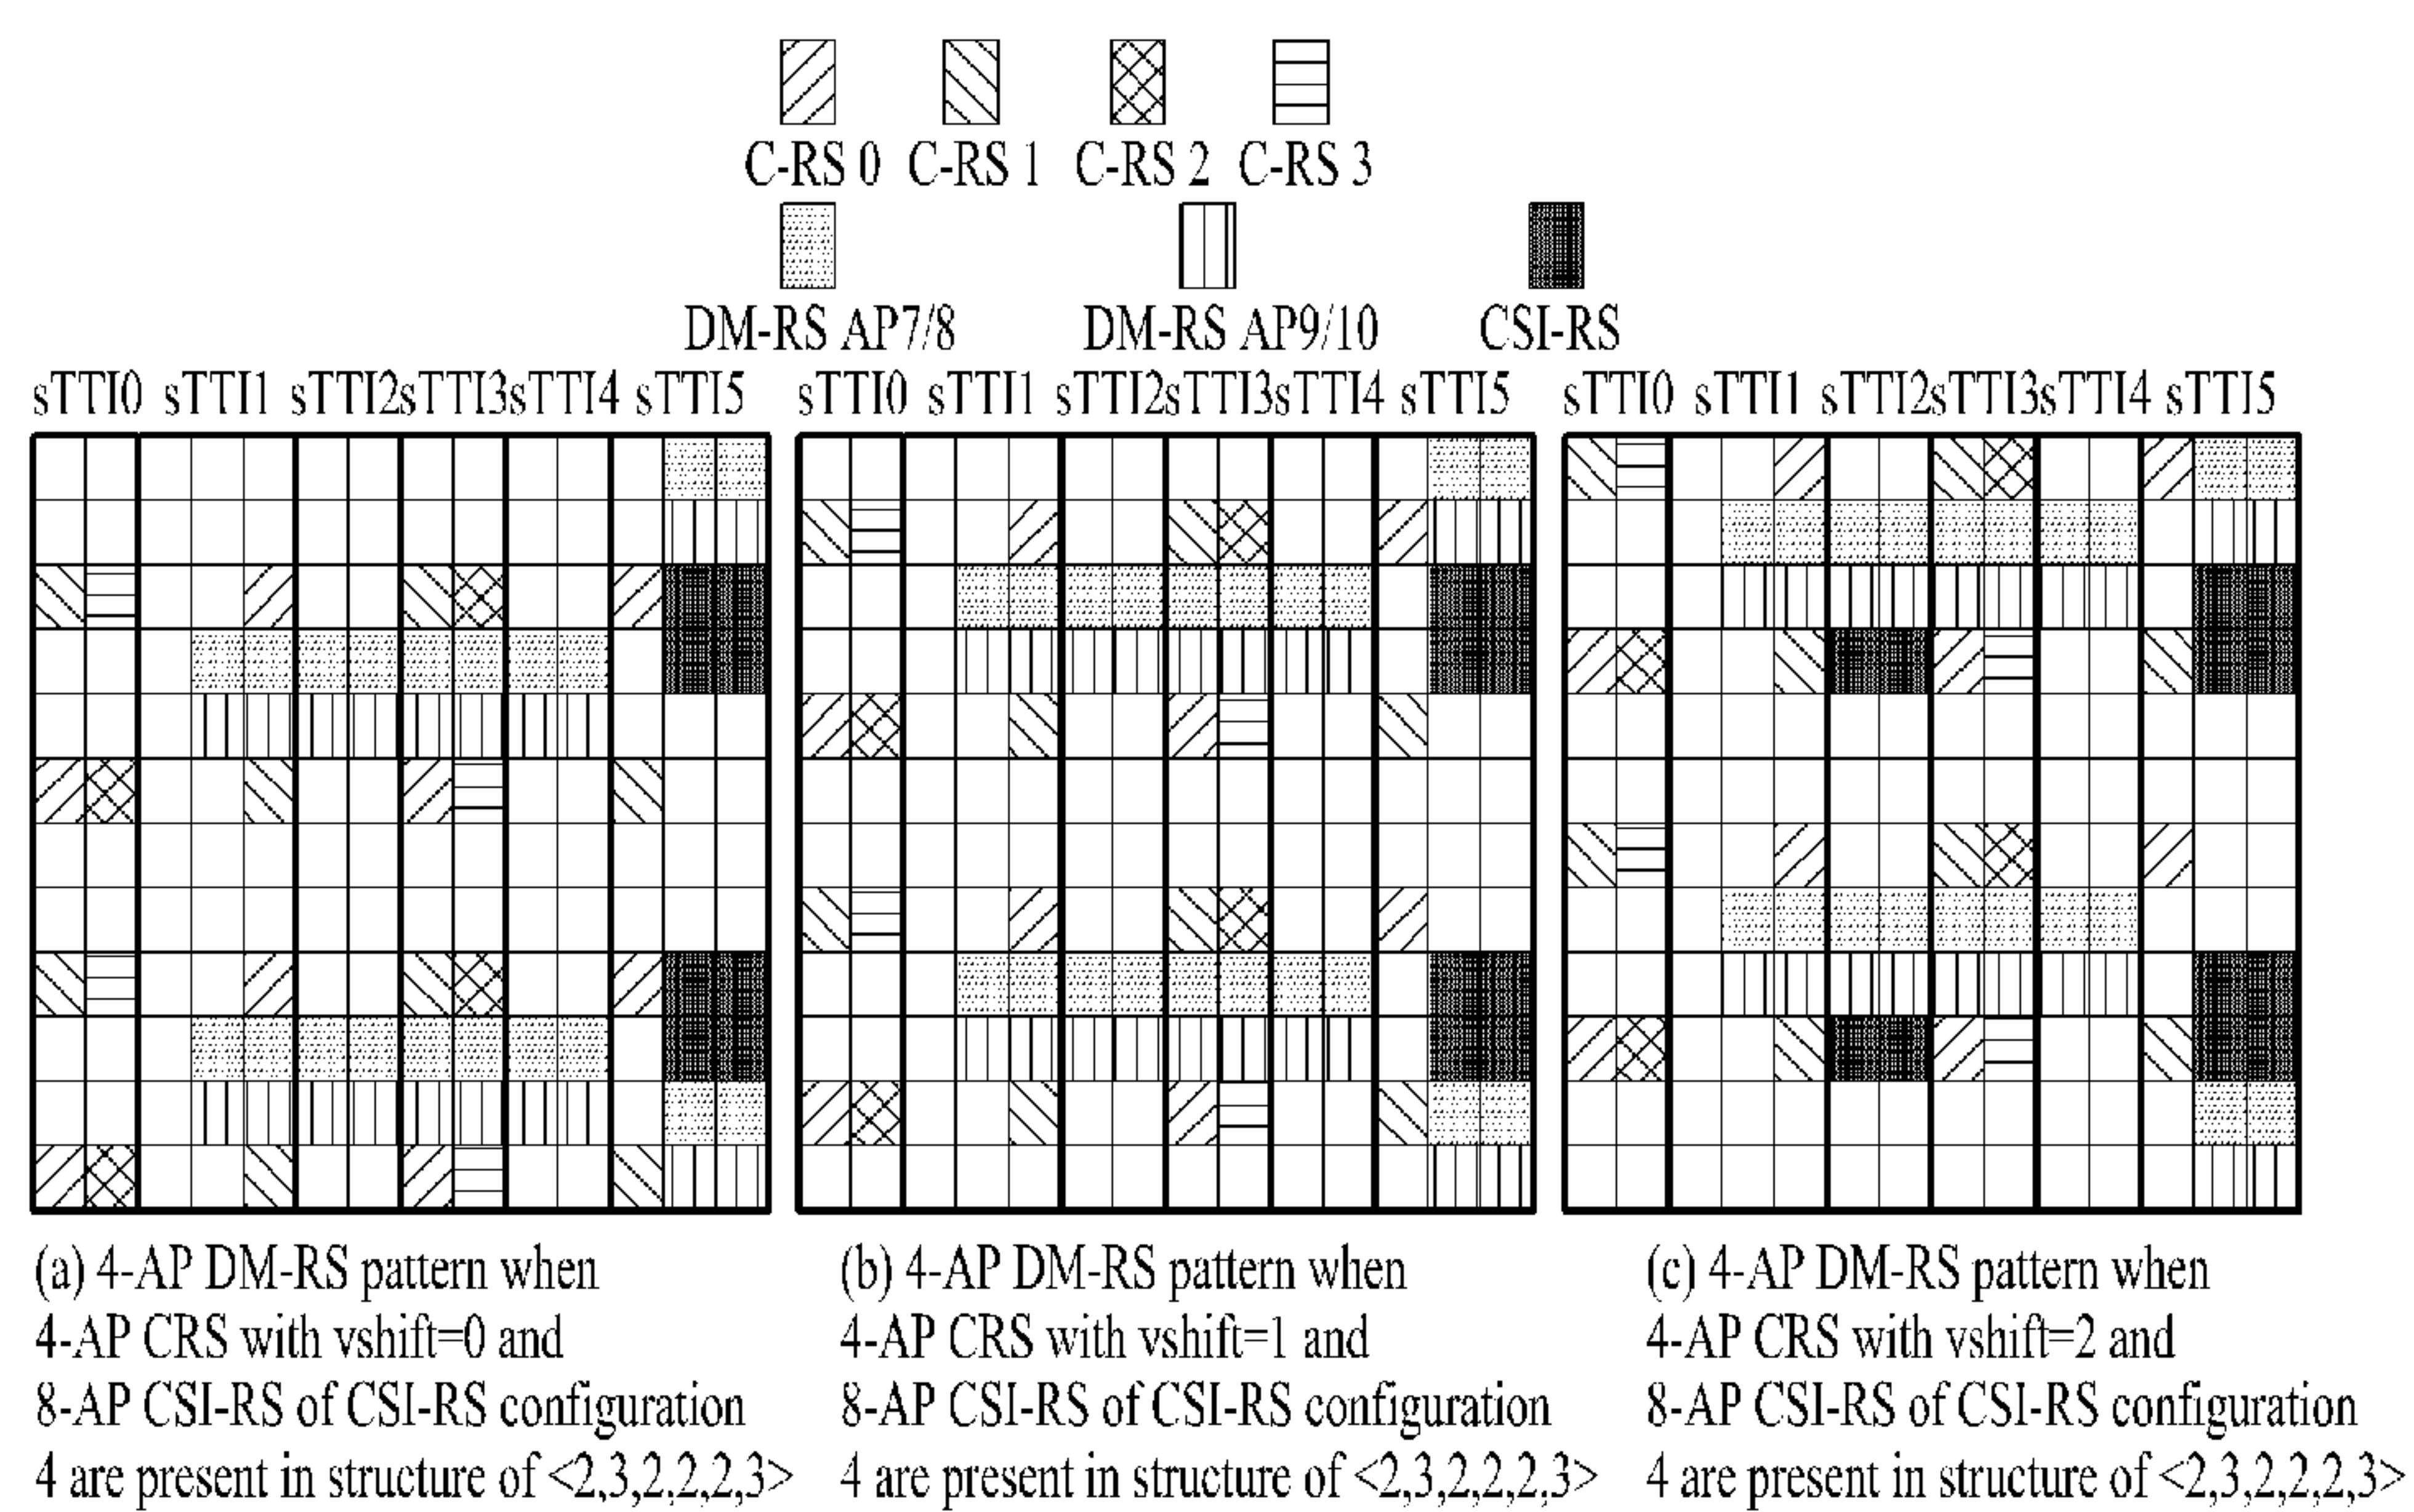 C-RS 0 C-RS 1 C-RS 2 C-RS 3
DM-RS AP7/8 DM-RS AP9/10 CSI-RS
sTTI0 sTTI1 sTTI2sTTI3sTTI4 sTTI5 sTTI0 sTTI1 sTTI2sTTI3sTTI4 sTTI5 sTTI0 sTTI1 sTTI2sTTI3sTTI4 sTTI5
(a) 4-AP DM-RS pattern when
4-AP CRS with vshift=0 and
8-AP CSI-RS of CSI-RS configuration
4 are present in structure of <2,3,2,2,2,3>
(b) 4-AP DM-RS pattern when
4-AP CRS with vshift=1 and
8-AP CSI-RS of CSI-RS configuration
4 are present in structure of <2,3,2,2,2,3>
(c) 4-AP DM-RS pattern when
4-AP CRS with vshift=2 and
8-AP CSI-RS of CSI-RS configuration
4 are present in structure of <2,3,2,2,2,3>